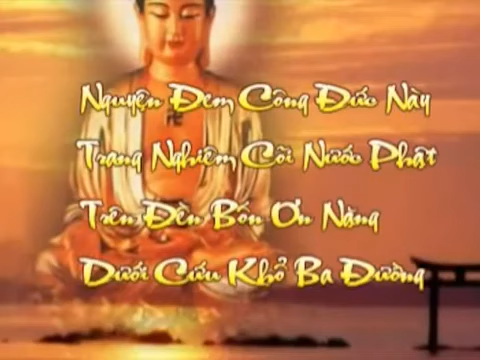 Nguyện Đem Công Đức Này
Trang Nghiêm Cõi Nước Phật
Trên Đền Bốn Ơn Nặng
Dưới Cứu Khổ Ba Đường